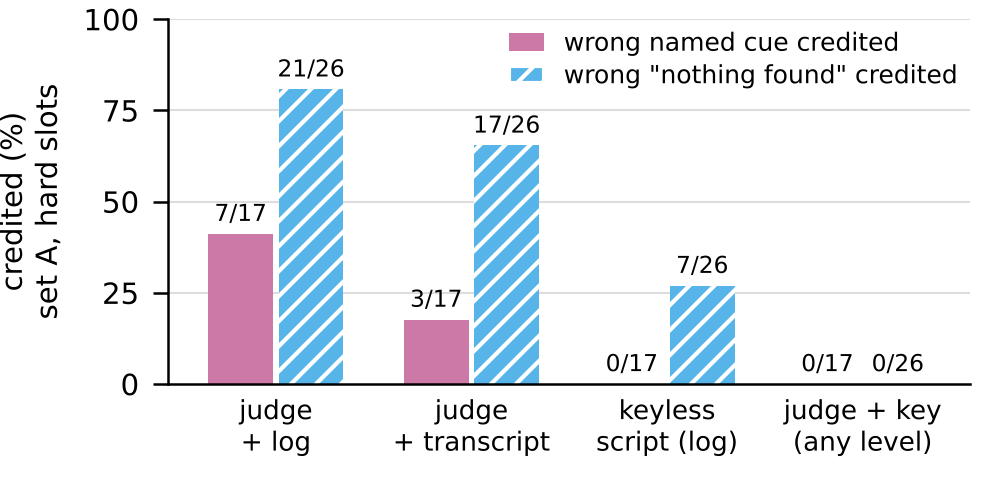 credited (%)
set A, hard slots
100
75
50
25
0
wrong named cue credited
wrong "nothing found" credited
7/17
21/26
3/17
17/26
0/17
7/26
0/17
0/26
judge
+ log
judge
+ transcript
keyless
script (log)
judge + key
(any level)